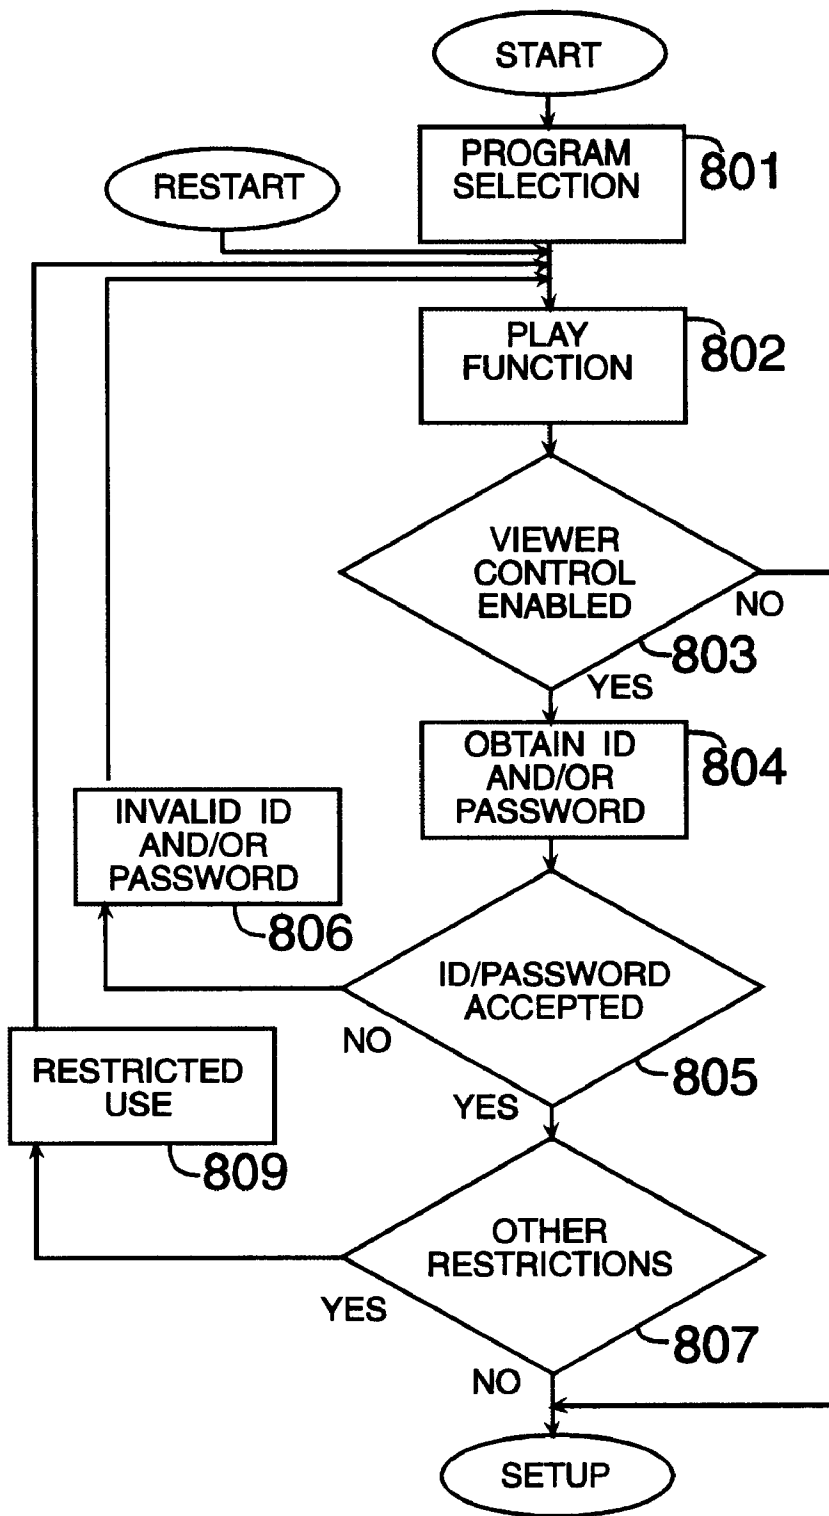 START
PROGRAM
SELECTION
801
RESTART
PLAY
FUNCTION
802
VIEWER
CONTROL
ENABLED
NO
803
YES
OBTAIN ID
AND/OR
PASSWORD
804
INVALID ID
AND/OR
PASSWORD
806
ID/PASSWORD
ACCEPTED
NO
805
YES
RESTRICTED
USE
809
OTHER
RESTRICTIONS
YES
807
NO
SETUP